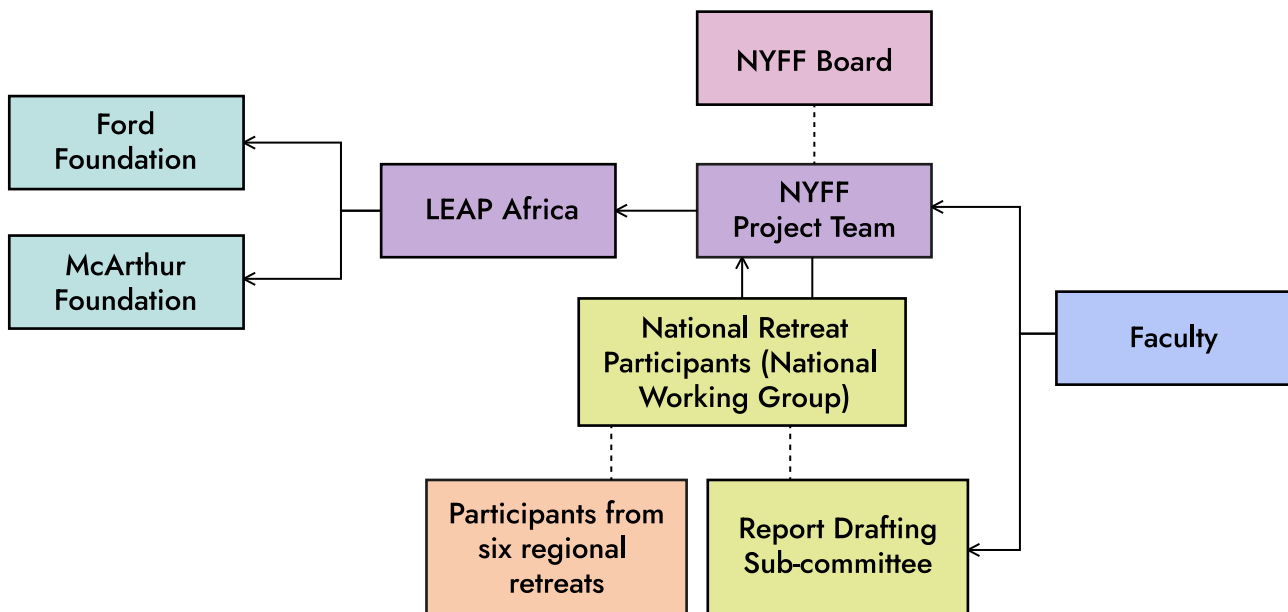 NYFF Board
Ford
Foundation
LEAP Africa
NYFF
Project Team
McArthur
Foundation
National Retreat
Participants (National
Working Group)
Faculty
Participants from
six regional
retreats
Report Drafting
Sub-committee